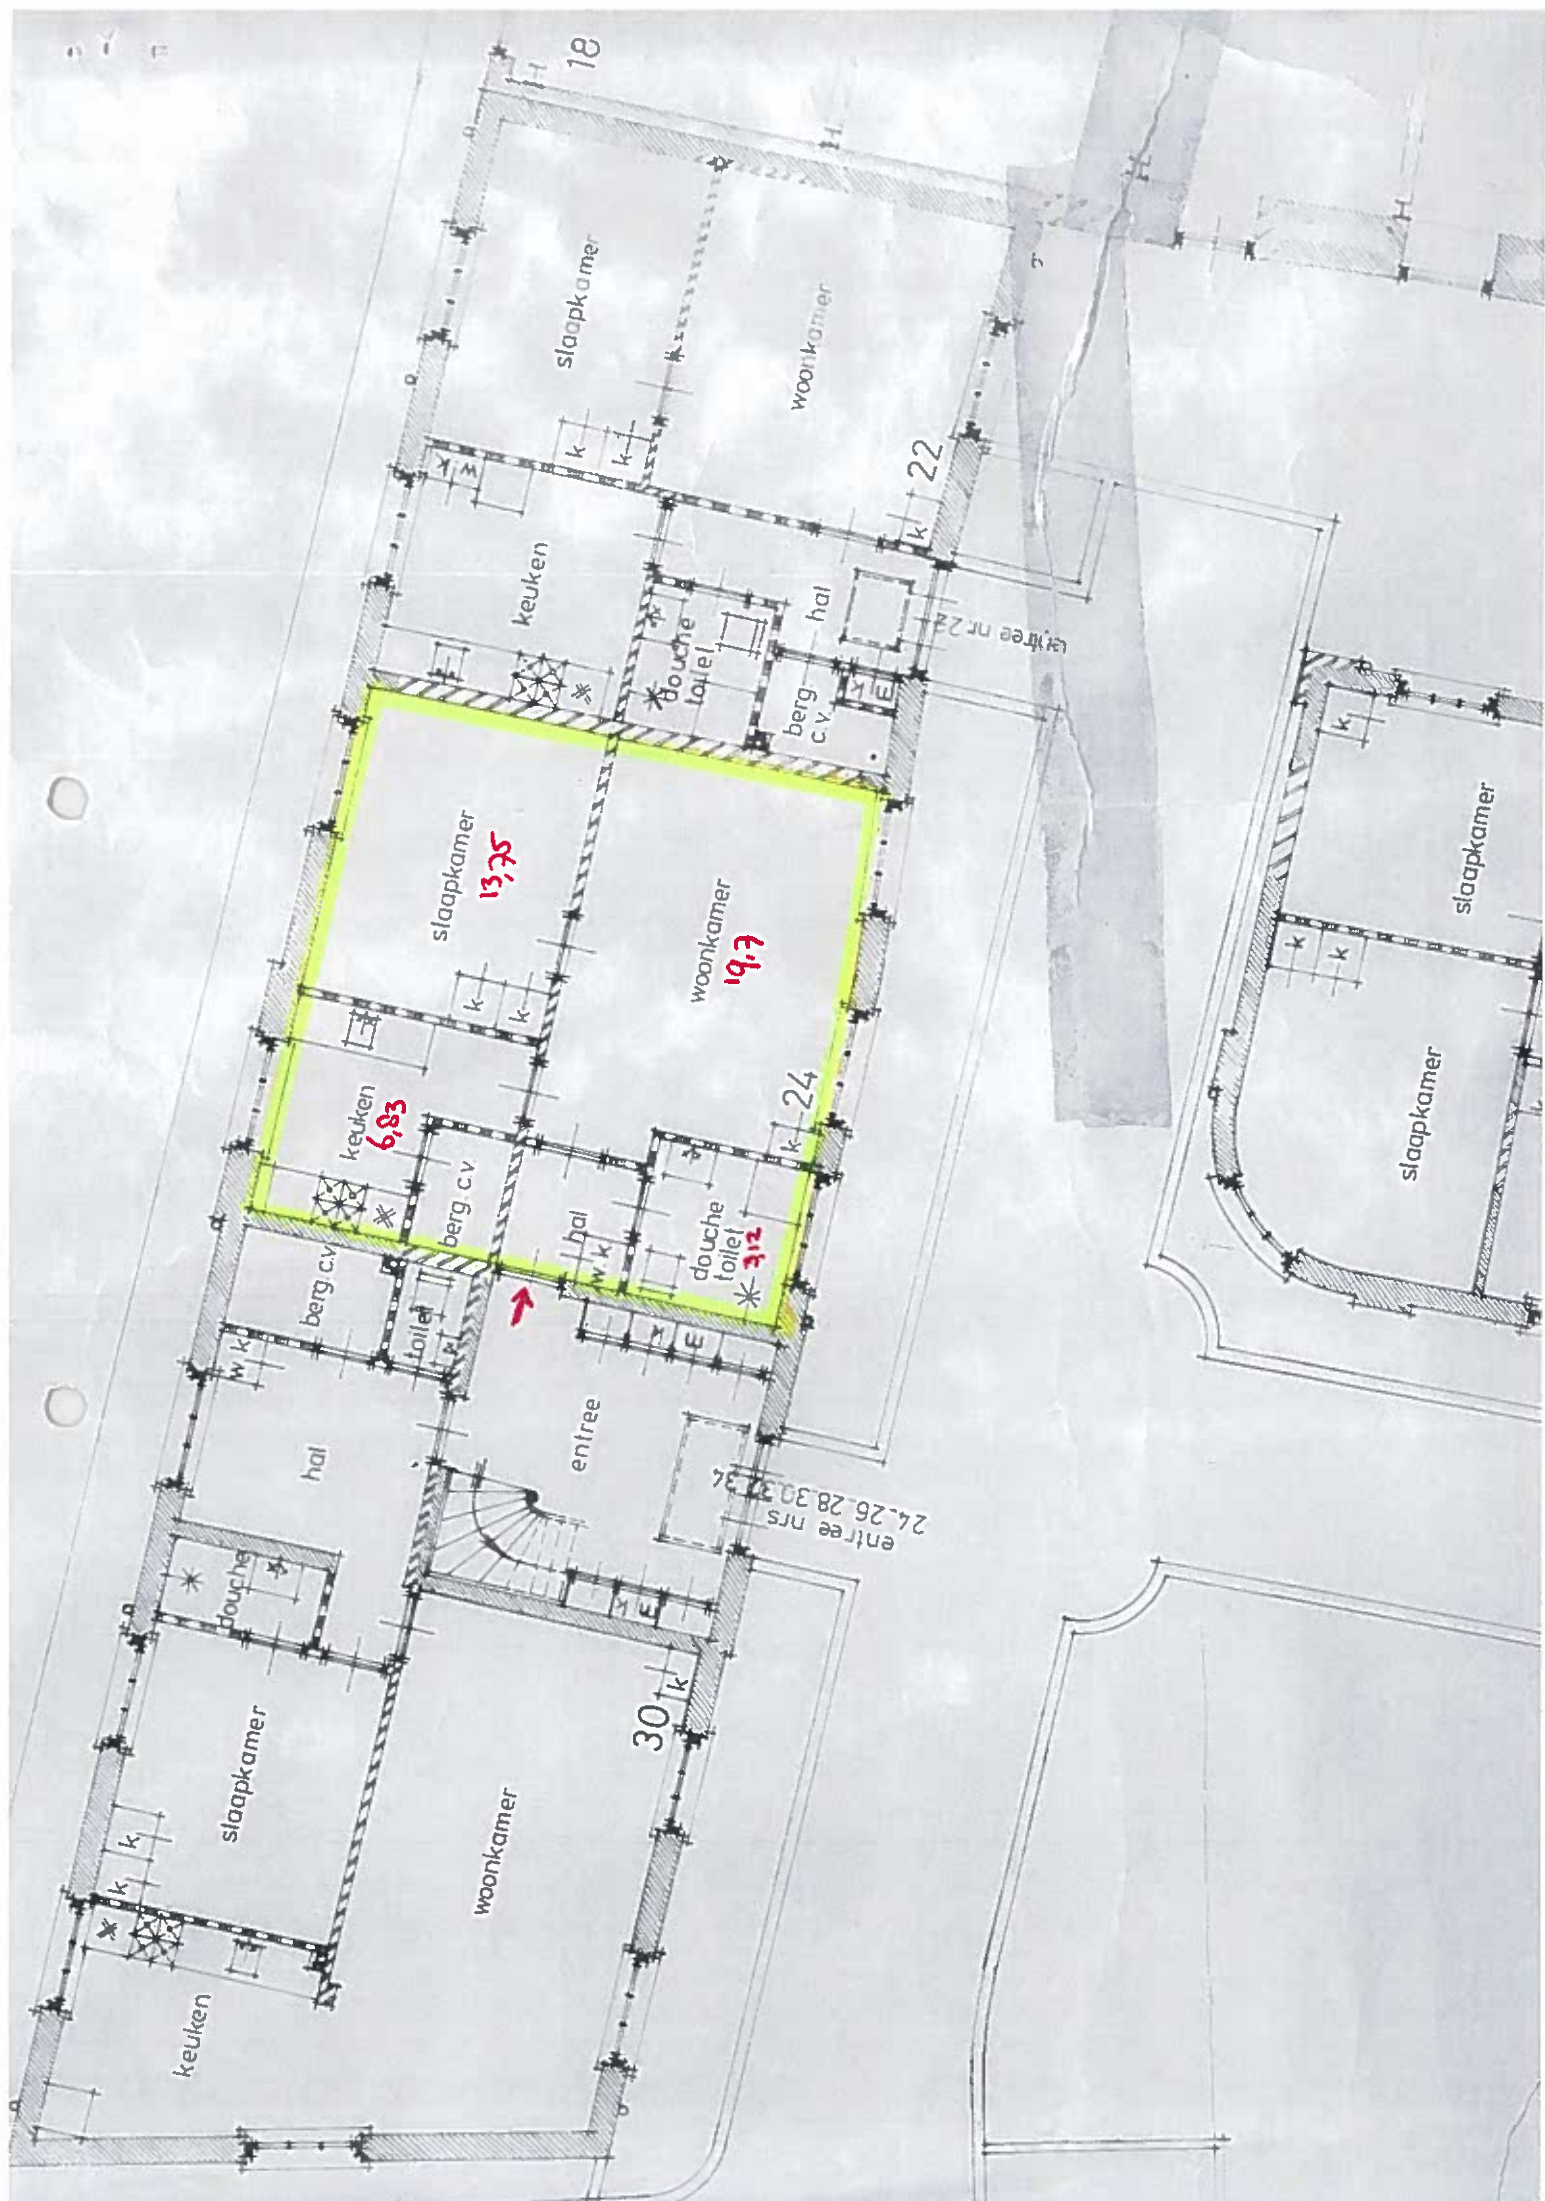 18
slaapkamer
woonkamer
k
k
w k
keuken
22
k
hal
douche
toilet
berg
c.v.
k
E
entree nr. 22
slaapkamer
13,75
woonkamer
19,7
k
k
keuken
6,83
berg. c.v.
hal
w k
douche
toilet
3,12
24
k
berg c.v.
toilet
w k
hal
entree
k
E
entree nrs
24.26.28.30.32.34
douche
k
E
slaapkamer
k
k
30
k
woonkamer
keuken
k
slaapkamer
k
k
slaapkamer